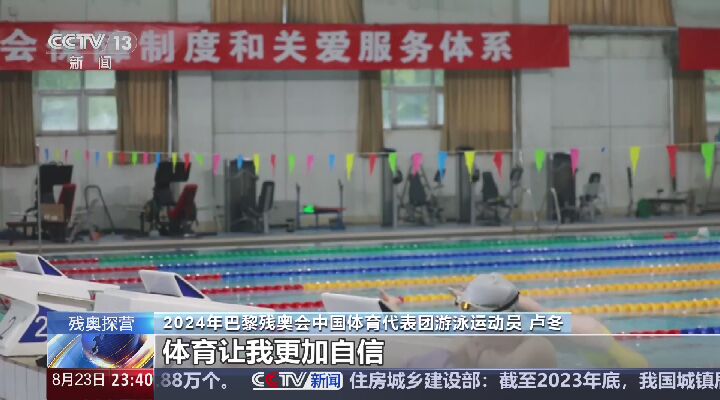 CCTV 13
新闻
会保障制度和关爱服务体系
2
残奥探营
2024年巴黎残奥会中国体育代表团游泳运动员 卢冬
体育让我更加自信
8月23日 23:40
.88万个。 CCTV新闻 住房城乡建设部：截至2023年底，我国城镇